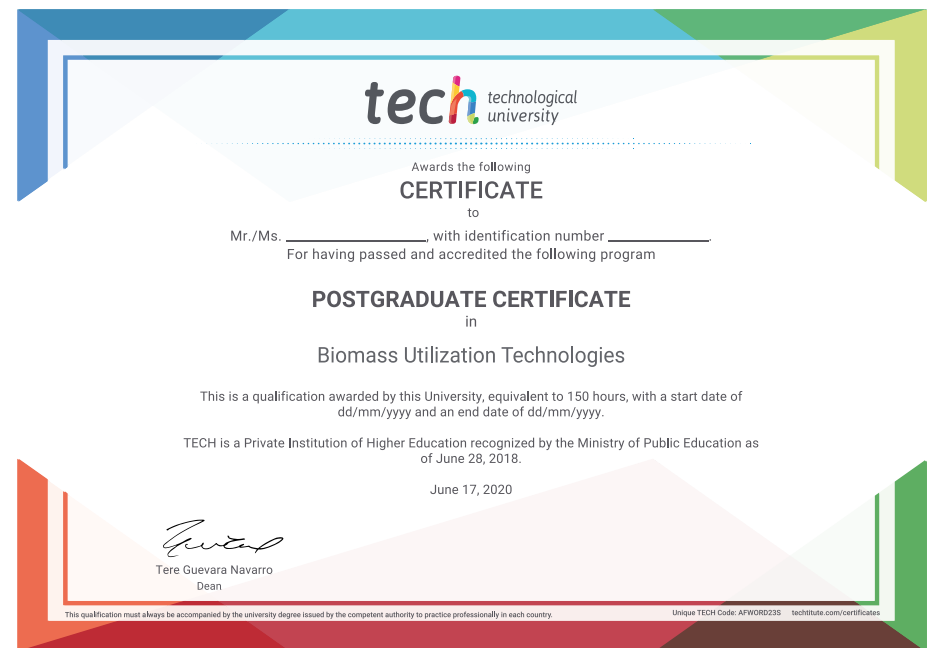 tech technological
university
Awards the following
CERTIFICATE
to
Mr./Ms. ____________________, with identification number ______________.
For having passed and accredited the following program
POSTGRADUATE CERTIFICATE
in
Biomass Utilization Technologies
This is a qualification awarded by this University, equivalent to 150 hours, with a start date of
dd/mm/yyyy and an end date of dd/mm/yyyy.
TECH is a Private Institution of Higher Education recognized by the Ministry of Public Education as
of June 28, 2018.
June 17, 2020
Tere Guevara Navarro
Dean
This qualification must always be accompanied by the university degree issued by the competent authority to practice professionally in each country.
Unique TECH Code: AFWORD23S techtitute.com/certificates